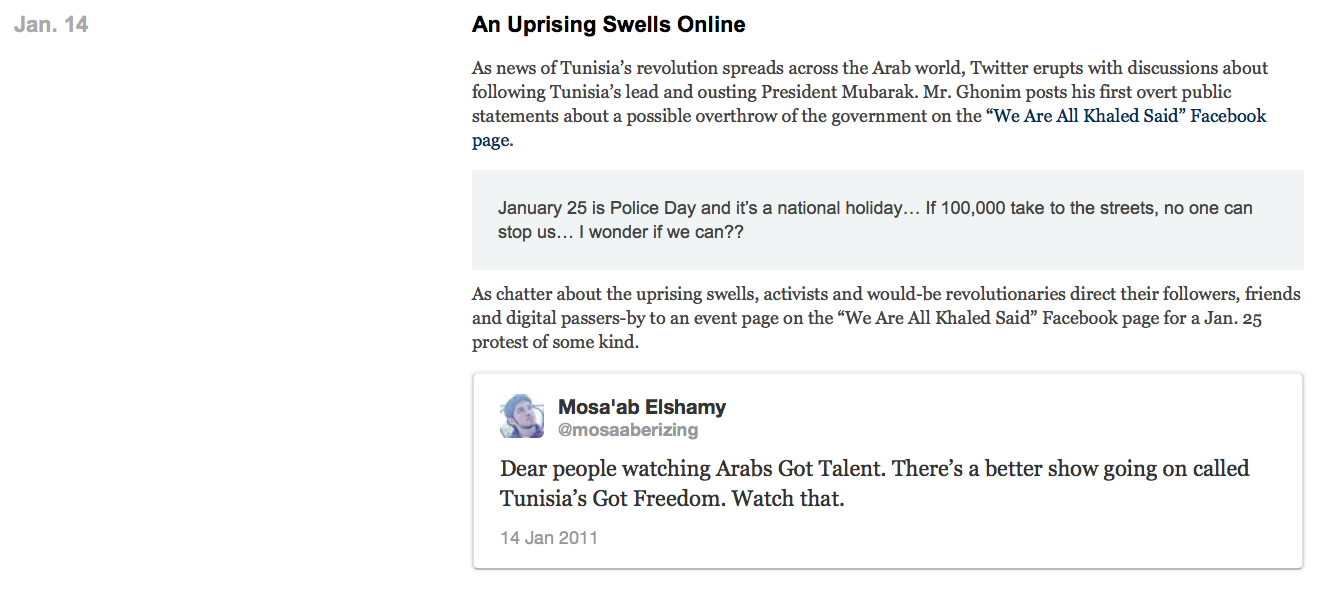 Jan. 14
An Uprising Swells Online
As news of Tunisia’s revolution spreads across the Arab world, Twitter erupts with discussions about
following Tunisia’s lead and ousting President Mubarak. Mr. Ghonim posts his first overt public
statements about a possible overthrow of the government on the “We Are All Khaled Said” Facebook
page.
January 25 is Police Day and it’s a national holiday… If 100,000 take to the streets, no one can
stop us… I wonder if we can??
As chatter about the uprising swells, activists and would-be revolutionaries direct their followers, friends
and digital passers-by to an event page on the “We Are All Khaled Said” Facebook page for a Jan. 25
protest of some kind.
Mosa'ab Elshamy
@mosaaberizing
Dear people watching Arabs Got Talent. There’s a better show going on called
Tunisia’s Got Freedom. Watch that.
14 Jan 2011